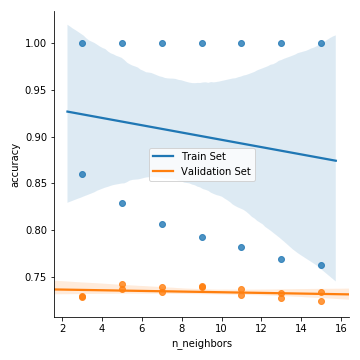 1.00
0.95
0.90
0.85
0.80
0.75
accuracy
Train Set
Validation Set
2 4 6 8 10 12 14 16
n_neighbors